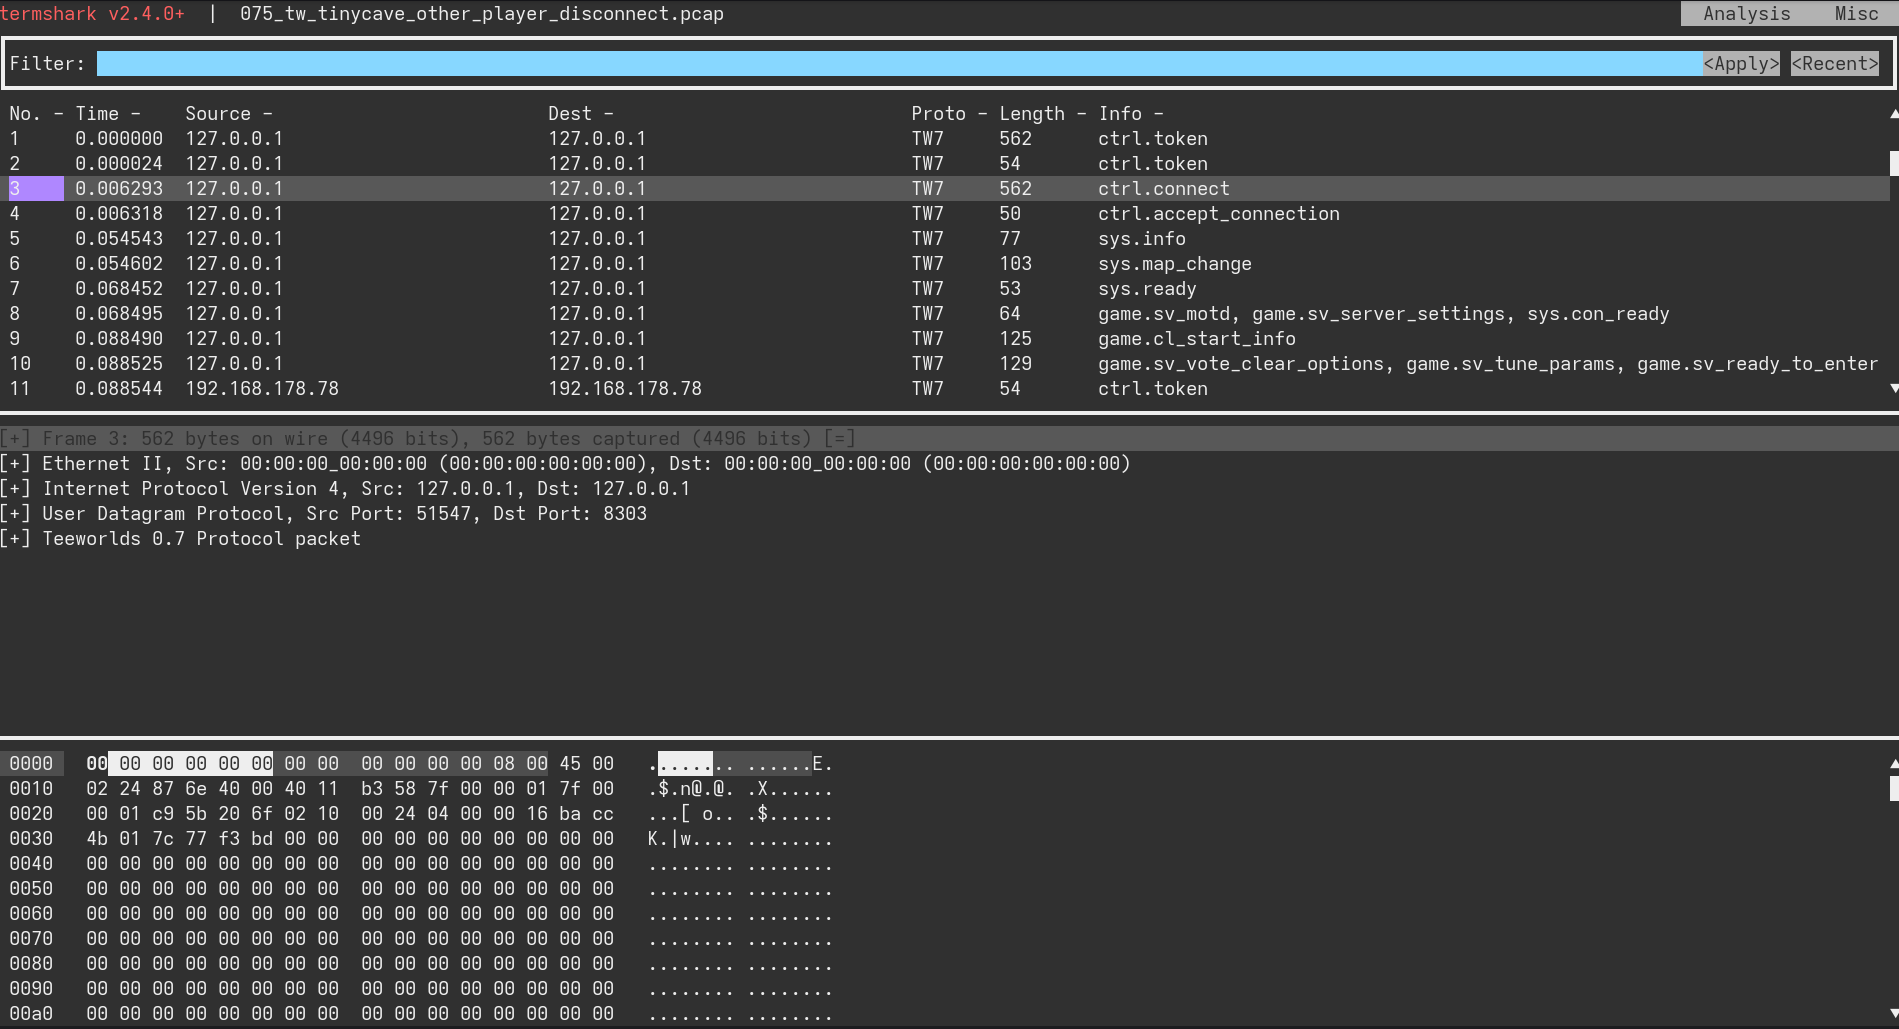 termshark v2.4.0+ | 075_tw_tinycave_other_player_disconnect.pcap Analysis Misc
Filter: <Apply> <Recent>
No. - Time - Source - Dest - Proto - Length - Info -
1 0.000000 127.0.0.1 127.0.0.1 TW7 562 ctrl.token
2 0.000024 127.0.0.1 127.0.0.1 TW7 54 ctrl.token
3 0.006293 127.0.0.1 127.0.0.1 TW7 562 ctrl.connect
4 0.006318 127.0.0.1 127.0.0.1 TW7 50 ctrl.accept_connection
5 0.054543 127.0.0.1 127.0.0.1 TW7 77 sys.info
6 0.054602 127.0.0.1 127.0.0.1 TW7 103 sys.map_change
7 0.068452 127.0.0.1 127.0.0.1 TW7 53 sys.ready
8 0.068495 127.0.0.1 127.0.0.1 TW7 64 game.sv_motd, game.sv_server_settings, sys.con_ready
9 0.088490 127.0.0.1 127.0.0.1 TW7 125 game.cl_start_info
10 0.088525 127.0.0.1 127.0.0.1 TW7 129 game.sv_vote_clear_options, game.sv_tune_params, game.sv_ready_to_enter
11 0.088544 192.168.178.78 192.168.178.78 TW7 54 ctrl.token
[+] Frame 3: 562 bytes on wire (4496 bits), 562 bytes captured (4496 bits) [=]
[+] Ethernet II, Src: 00:00:00_00:00:00 (00:00:00:00:00:00), Dst: 00:00:00_00:00:00 (00:00:00:00:00:00)
[+] Internet Protocol Version 4, Src: 127.0.0.1, Dst: 127.0.0.1
[+] User Datagram Protocol, Src Port: 51547, Dst Port: 8303
[+] Teeworlds 0.7 Protocol packet
0000 00 00 00 00 00 00 00 00 00 00 00 00 08 00 45 00 ........ ......E.
0010 02 24 87 6e 40 00 40 11 b3 58 7f 00 00 01 7f 00 .$.n@.@. .X......
0020 00 01 c9 5b 20 6f 02 10 00 24 04 00 00 16 ba cc ...[ o.. .$......
0030 4b 01 7c 77 f3 bd 00 00 00 00 00 00 00 00 00 00 K.|w.... ........
0040 00 00 00 00 00 00 00 00 00 00 00 00 00 00 00 00 ........ ........
0050 00 00 00 00 00 00 00 00 00 00 00 00 00 00 00 00 ........ ........
0060 00 00 00 00 00 00 00 00 00 00 00 00 00 00 00 00 ........ ........
0070 00 00 00 00 00 00 00 00 00 00 00 00 00 00 00 00 ........ ........
0080 00 00 00 00 00 00 00 00 00 00 00 00 00 00 00 00 ........ ........
0090 00 00 00 00 00 00 00 00 00 00 00 00 00 00 00 00 ........ ........
00a0 00 00 00 00 00 00 00 00 00 00 00 00 00 00 00 00 ........ ........